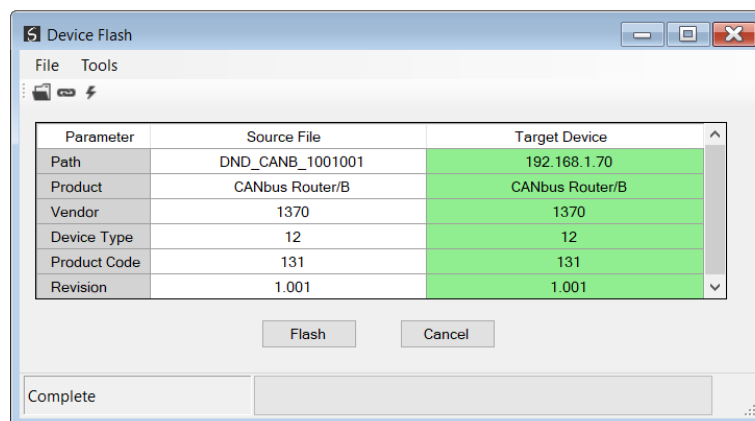 Device Flash
File Tools
Parameter Source File Target Device
Path DND_CANB_1001001 192.168.1.70
Product CANbus Router/B CANbus Router/B
Vendor 1370 1370
Device Type 12 12
Product Code 131 131
Revision 1.001 1.001
Flash Cancel
Complete